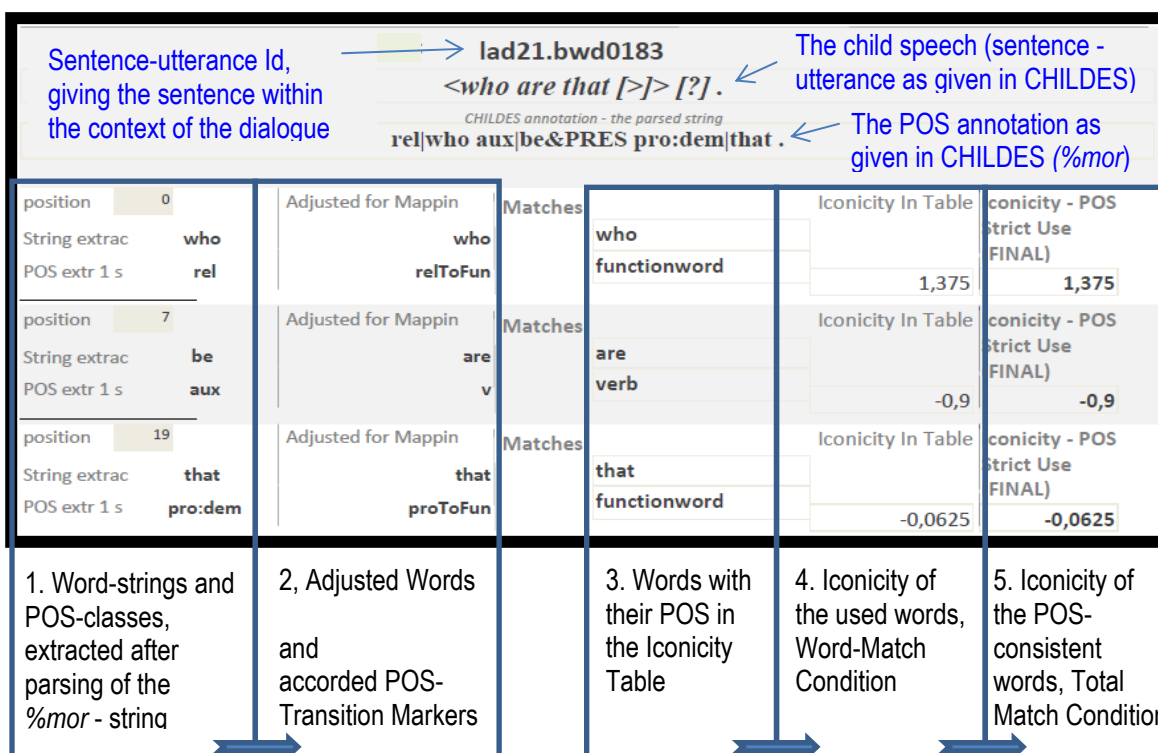 Sentence-utterance Id,
giving the sentence within
the context of the dialogue
lad21.bwd0183
<who are that [>]> [?] .
CHILDES annotation - the parsed string
rel|who aux|be&PRES pro:dem|that .
The child speech (sentence -
utterance as given in CHILDES)
The POS annotation as
given in CHILDES (%mor)
position 0 Adjusted for Mappin Matches Iconicity In Table conicity - POS
String extrac who who who Strict Use
POS extr 1 s rel relToFun functionword FINAL)
1,375 1,375
position 7 Adjusted for Mappin Matches Iconicity In Table conicity - POS
String extrac be are are Strict Use
POS extr 1 s aux v verb FINAL)
-0,9 -0,9
position 19 Adjusted for Mappin Matches Iconicity In Table conicity - POS
String extrac that that that Strict Use
POS extr 1 s pro:dem proToFun functionword FINAL)
-0,0625 -0,0625
1. Word-strings and
POS-classes,
extracted after
parsing of the
%mor - string
2, Adjusted Words
and
accorded POS-
Transition Markers
3. Words with
their POS in
the Iconicity
Table
4. Iconicity of
the used words,
Word-Match
Condition
5. Iconicity of
the POS-
consistent
words, Total
Match Condition